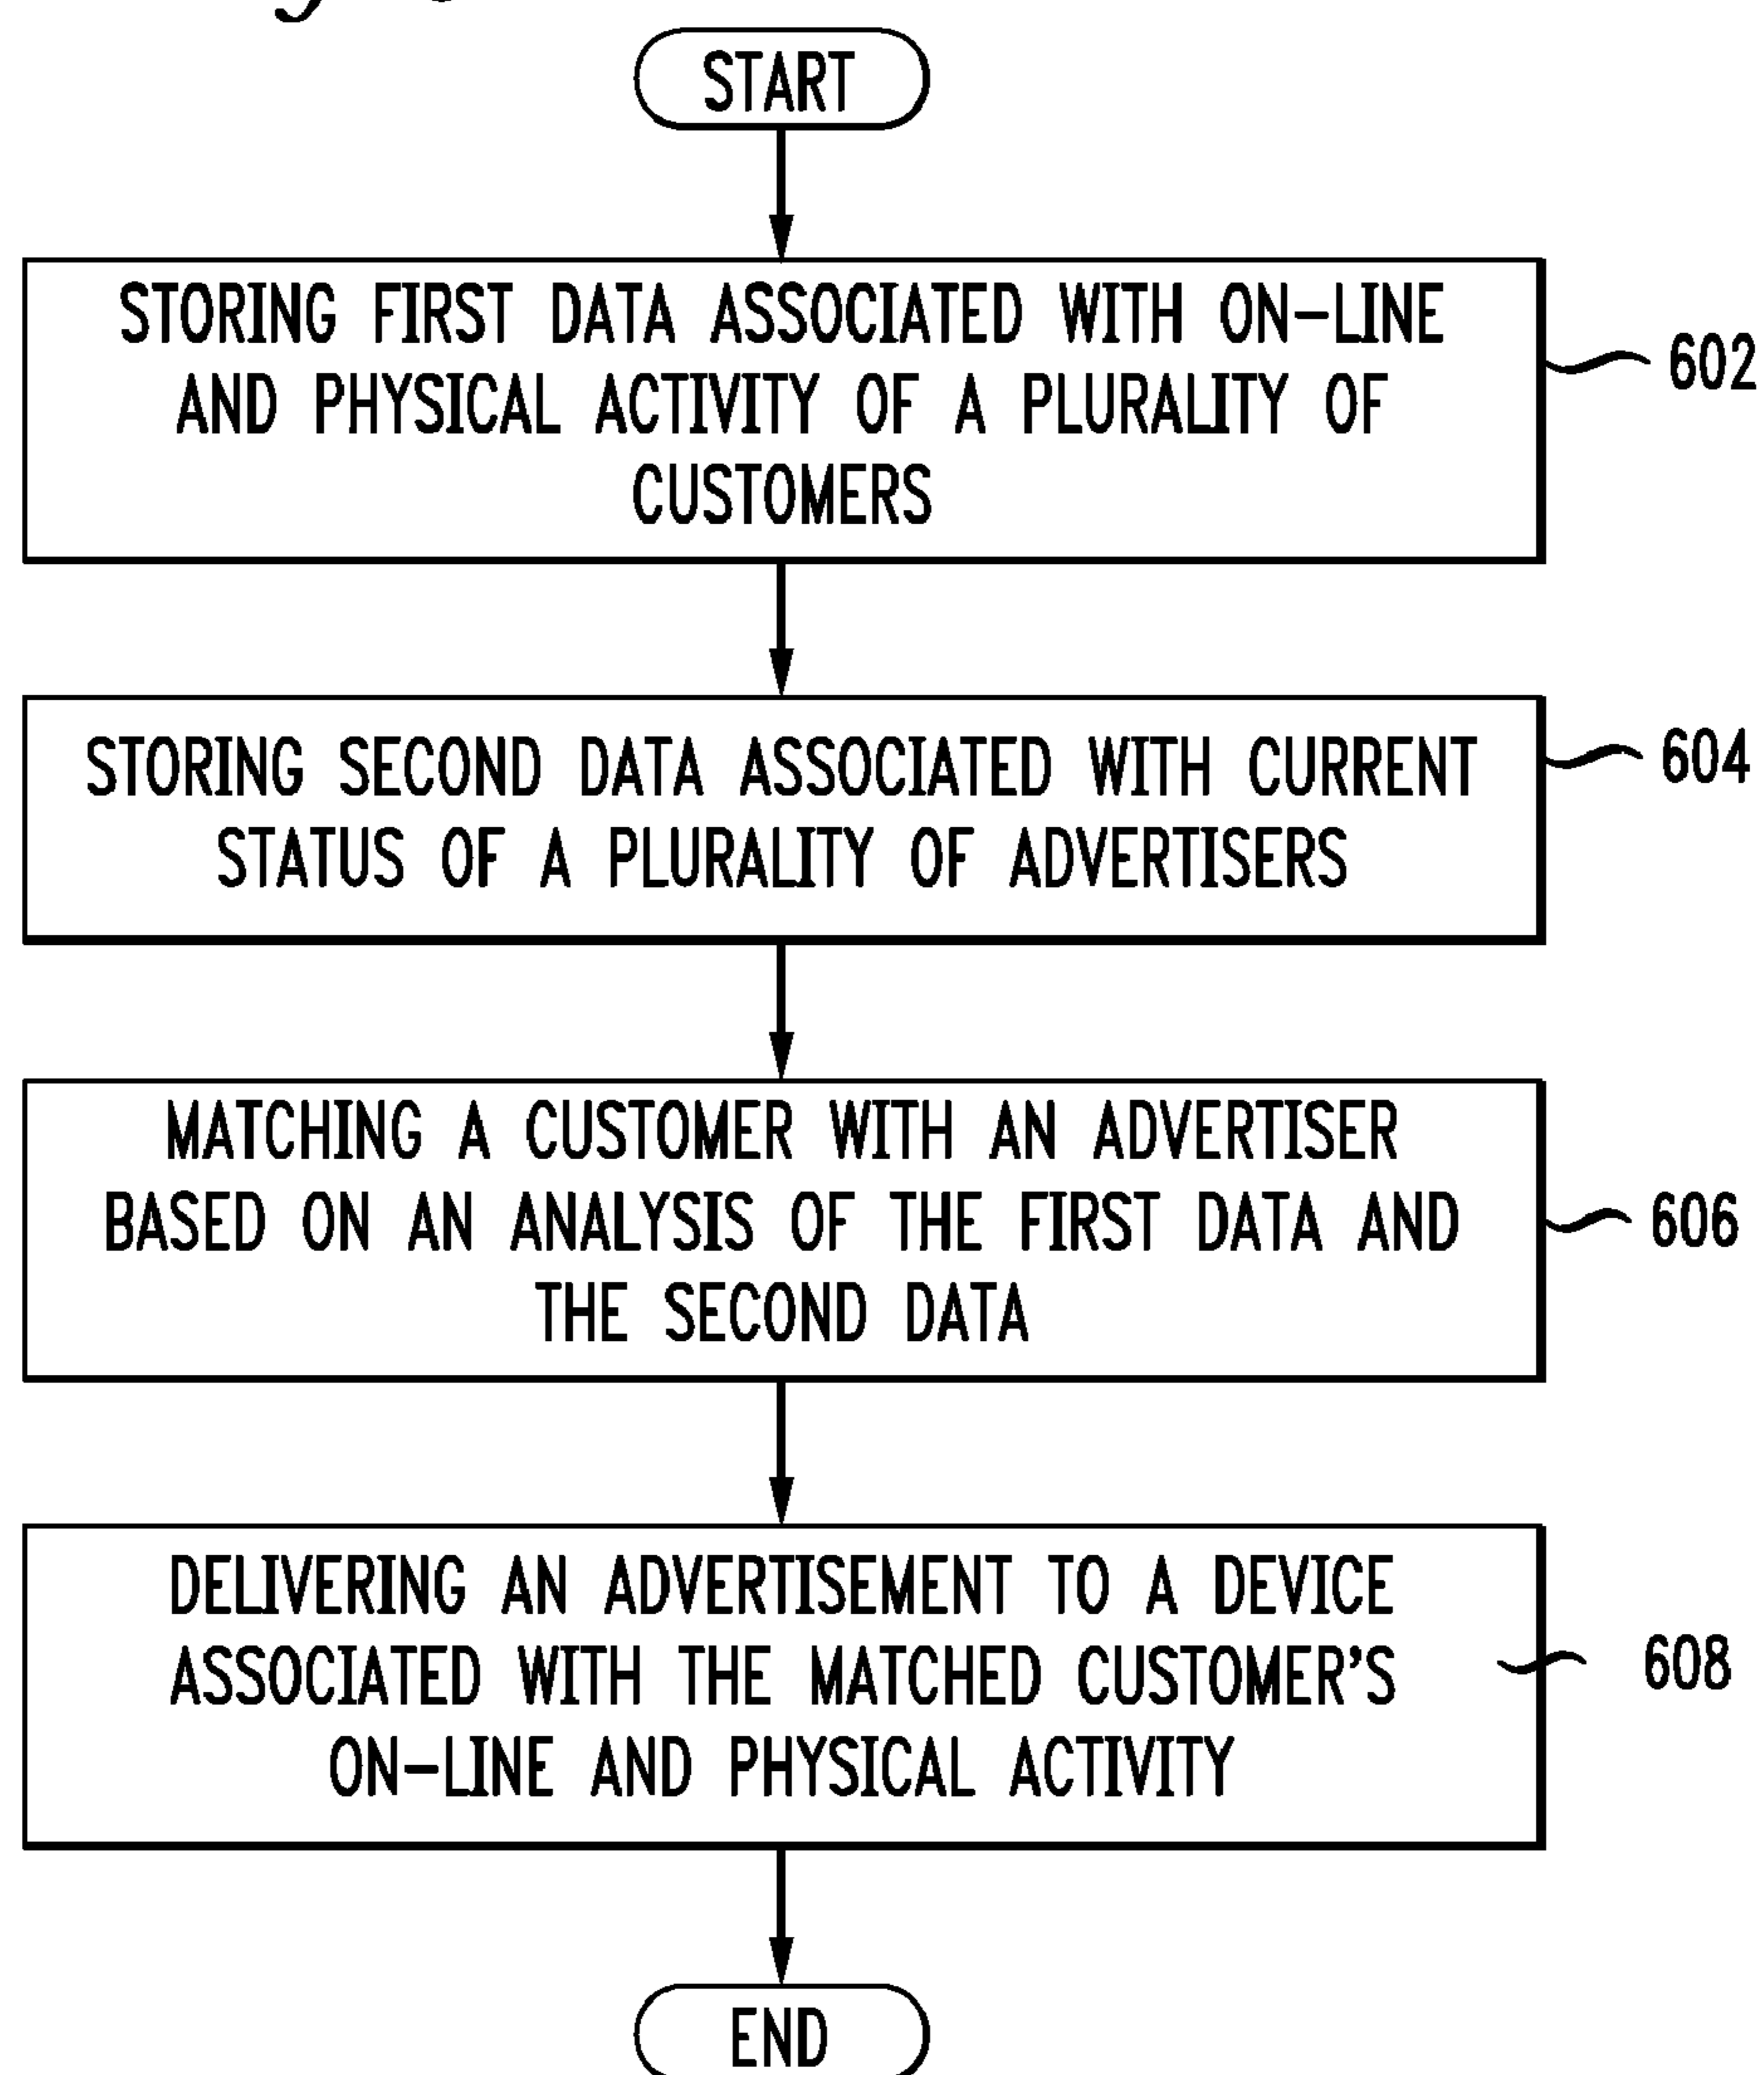 START
STORING FIRST DATA ASSOCIATED WITH ON-LINE
AND PHYSICAL ACTIVITY OF A PLURALITY OF
CUSTOMERS
602
STORING SECOND DATA ASSOCIATED WITH CURRENT
STATUS OF A PLURALITY OF ADVERTISERS
604
MATCHING A CUSTOMER WITH AN ADVERTISER
BASED ON AN ANALYSIS OF THE FIRST DATA AND
THE SECOND DATA
606
DELIVERING AN ADVERTISEMENT TO A DEVICE
ASSOCIATED WITH THE MATCHED CUSTOMER'S
ON-LINE AND PHYSICAL ACTIVITY
608
END